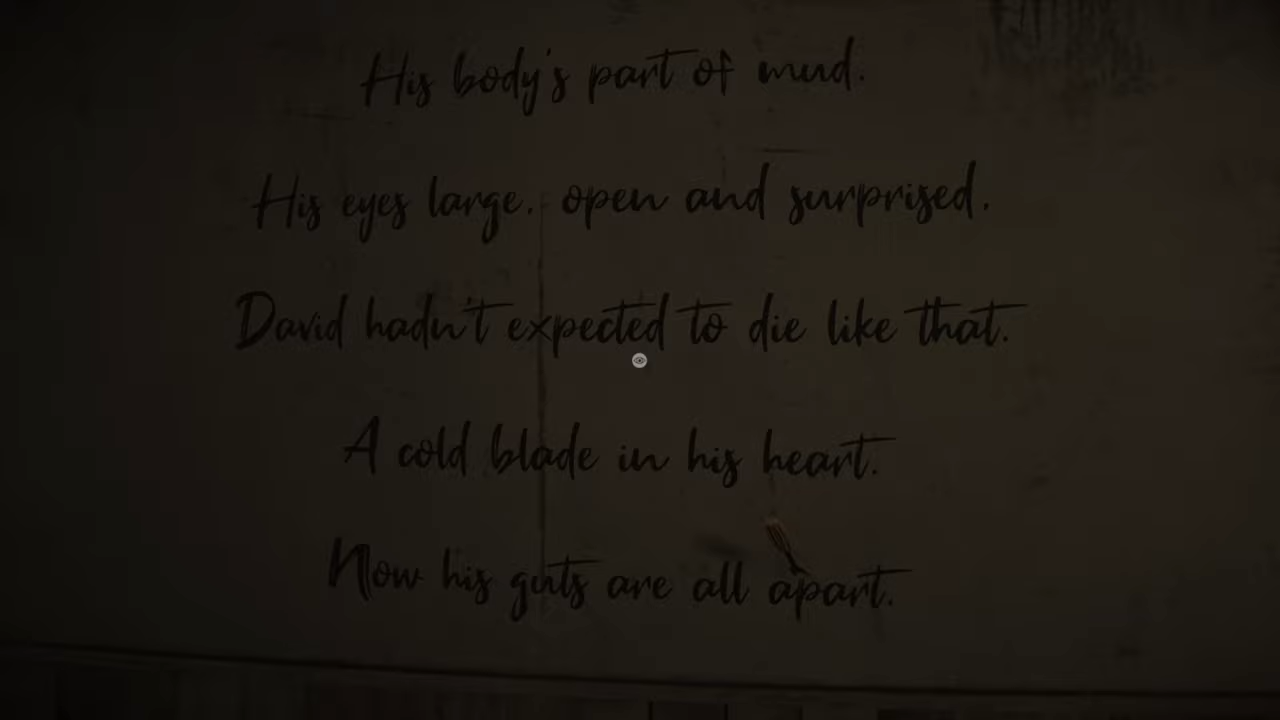 His body's part of mud.
His eyes large, open and surprised.
David hadn't expected to die like that.
A cold blade in his heart.
Now his guts are all apart.